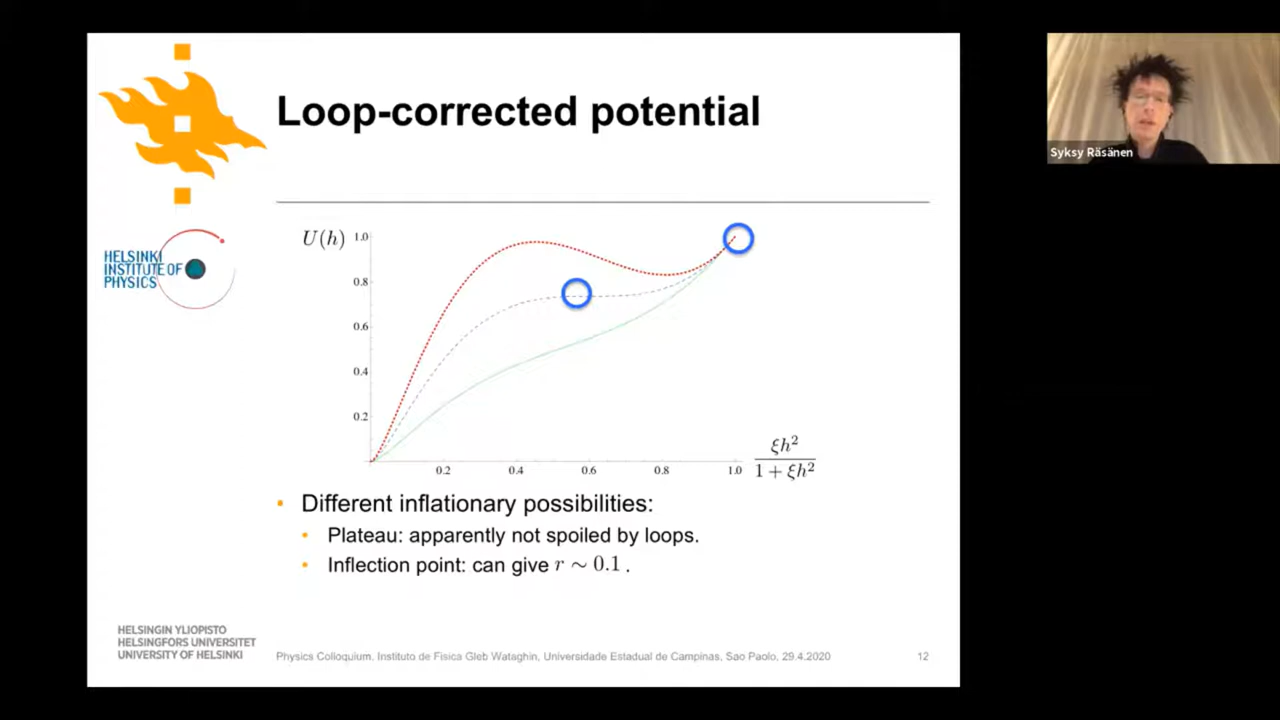 Loop-corrected potential
Syksy Räsänen
HELSINKI
INSTITUTE OF
PHYSICS
U(h)
1.0
0.8
0.6
0.4
0.2
0.2 0.4 0.6 0.8 1.0
ξh²
1 + ξh²
• Different inflationary possibilities:
• Plateau: apparently not spoiled by loops.
• Inflection point: can give r ∼ 0.1 .
HELSINGIN YLIOPISTO
HELSINGFORS UNIVERSITET
UNIVERSITY OF HELSINKI
Physics Colloquium, Instituto de Fisica Gleb Wataghin, Universidade Estadual de Campinas, Sao Paolo, 29.4.2020
12